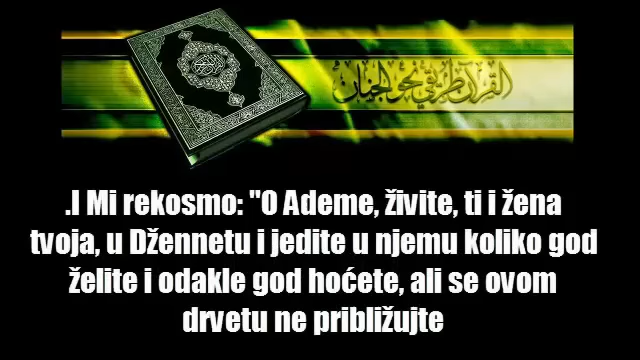 القرآن طريقي نحو الجنان
.I Mi rekosmo: "O Ademe, živite, ti i žena
tvoja, u Džennetu i jedite u njemu koliko god
želite i odakle god hoćete, ali se ovom
drvetu ne približujte